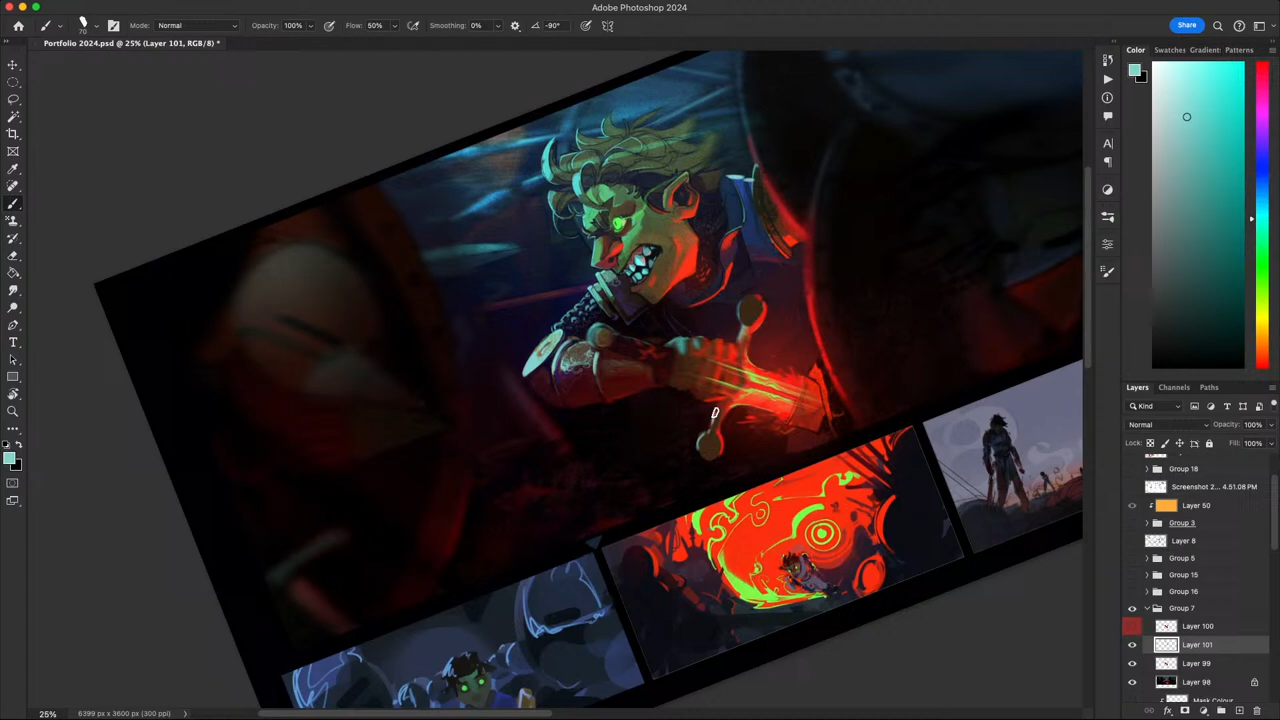 Adobe Photoshop 2024
70
Mode: Normal
Opacity: 100%
Flow: 50%
Smoothing: 0%
-90°
Share
Portfolio 2024.psd @ 25% (Layer 101, RGB/8) *
Color
Swatches
Gradient:
Patterns
Layers
Channels
Paths
Kind
Normal
Opacity: 100%
Lock:
Fill: 100%
Group 18
Screenshot 2... 4.51.08 PM
Layer 50
Group 3
Layer 8
Group 5
Group 15
Group 16
Group 7
Layer 100
Layer 101
Layer 99
Layer 98
Mask Colour
25%
6399 px x 3600 px (300 ppi)